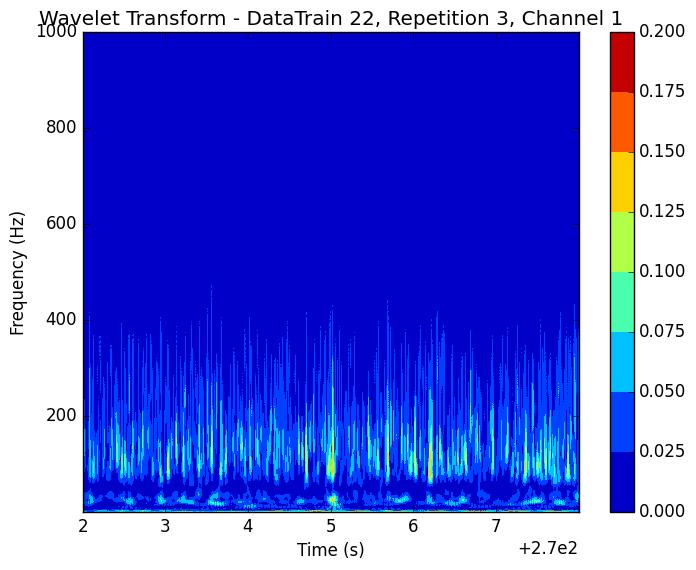 Wavelet Transform - DataTrain 22, Repetition 3, Channel 1
1000
800
600
400
200
Frequency (Hz)
2 3 4 5 6 7
Time (s)
+2.7e2
0.200
0.175
0.150
0.125
0.100
0.075
0.050
0.025
0.000